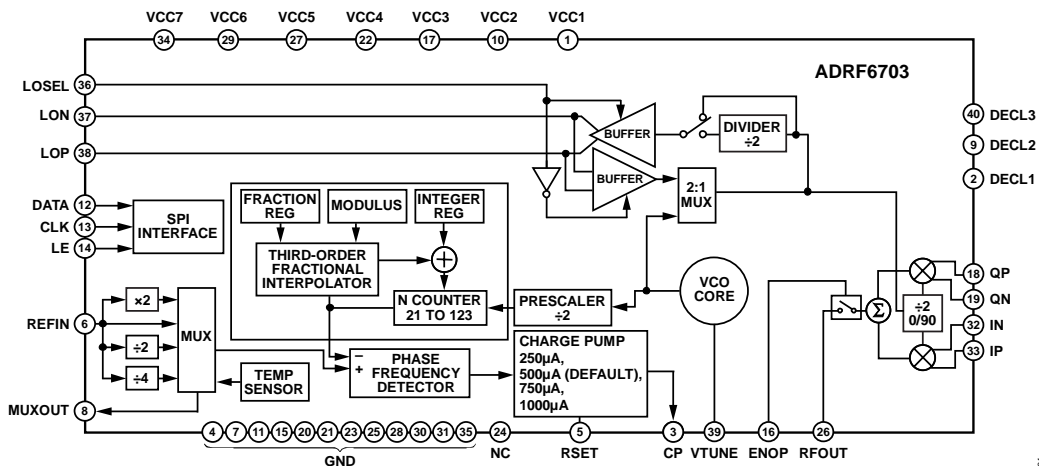 VCC7 VCC6 VCC5 VCC4 VCC3 VCC2 VCC1
34 29 27 22 17 10 1
ADRF6703
LOSEL 36
LON 37
LOP 38
BUFFER
DIVIDER
÷2
BUFFER
2:1
MUX
40 DECL3
9 DECL2
2 DECL1
DATA 12
CLK 13
LE 14
SPI
INTERFACE
FRACTION
REG
MODULUS
INTEGER
REG
THIRD-ORDER
FRACTIONAL
INTERPOLATOR
+
N COUNTER
21 TO 123
PRESCALER
÷2
VCO
CORE
18 QP
19 QN
32 IN
33 IP
Σ
÷2
0/90
REFIN 6
×2
÷2
÷4
MUX
TEMP
SENSOR
–
+
PHASE
FREQUENCY
DETECTOR
CHARGE PUMP
250µA,
500µA (DEFAULT),
750µA,
1000µA
MUXOUT 8
4 7 11 15 20 21 23 25 28 30 31 35 24 5 3 39 16 26
GND NC RSET CP VTUNE ENOP RFOUT